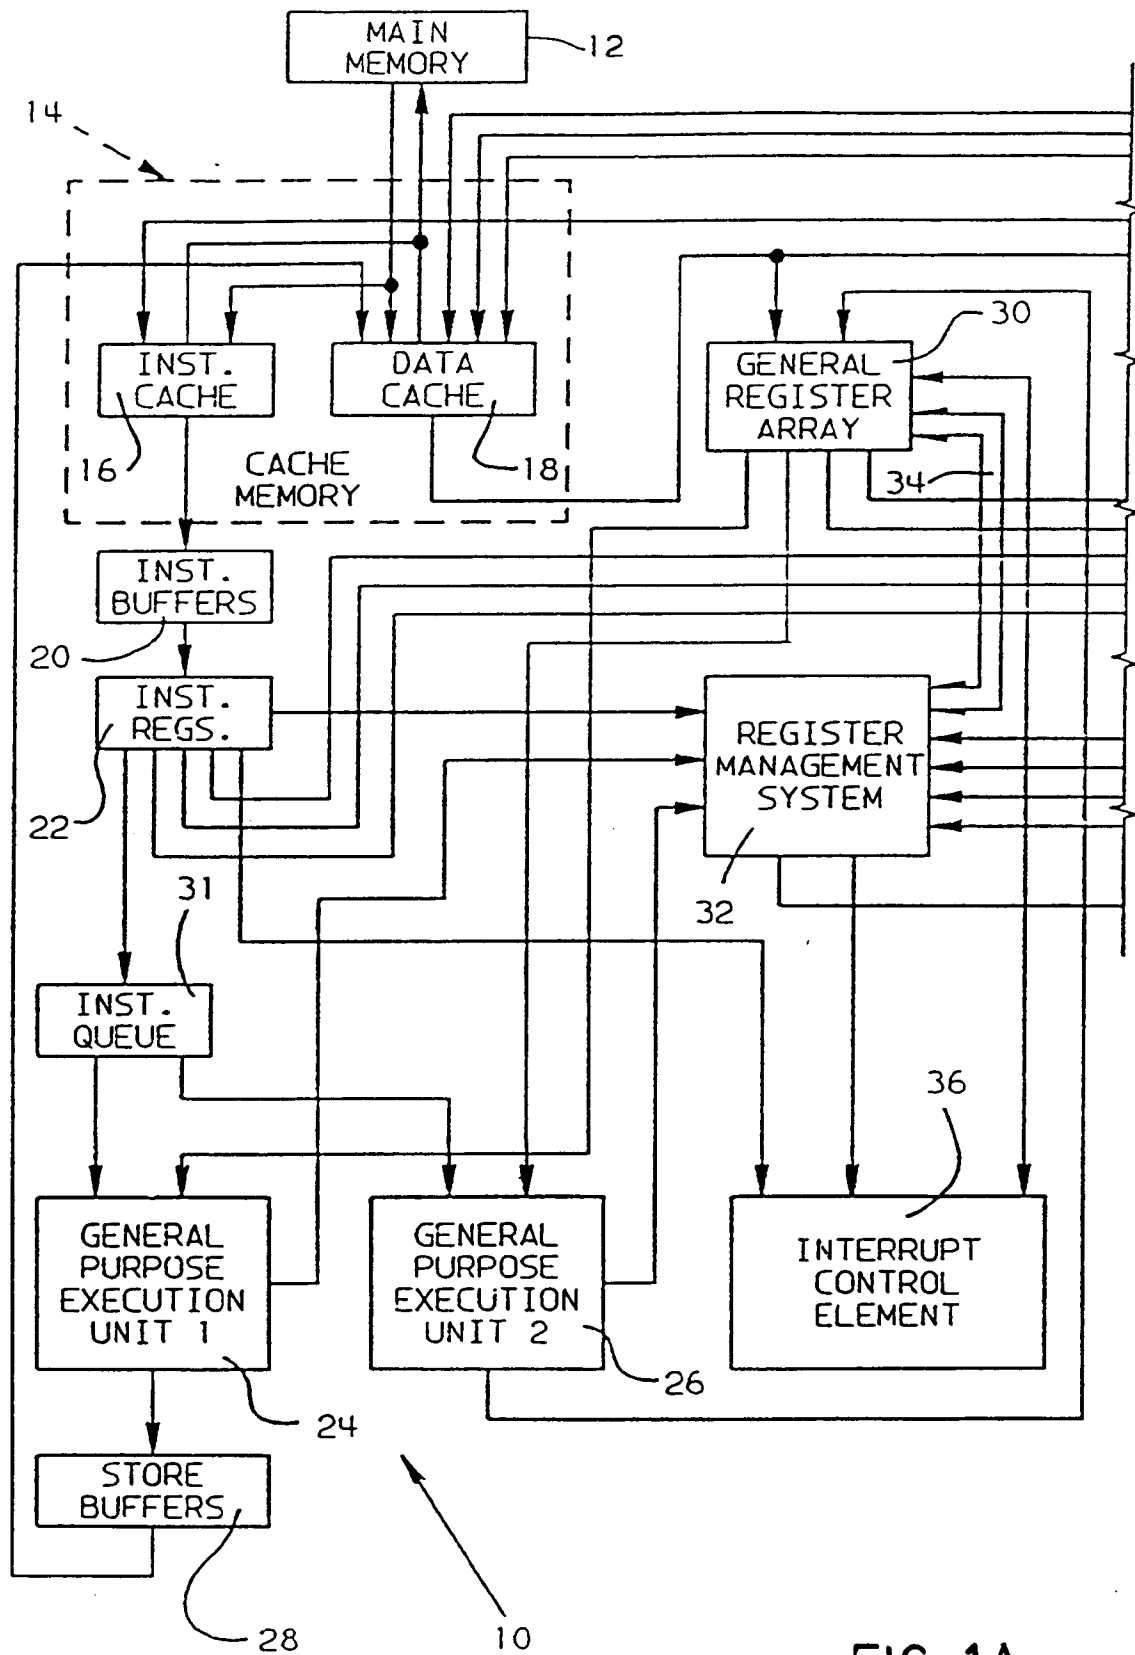 MAIN
MEMORY
12
14
INST.
CACHE
16
DATA
CACHE
18
CACHE
MEMORY
30
GENERAL
REGISTER
ARRAY
34
INST.
BUFFERS
20
INST.
REGS.
22
REGISTER
MANAGEMENT
SYSTEM
32
31
INST.
QUEUE
36
GENERAL
PURPOSE
EXECUTION
UNIT 1
24
GENERAL
PURPOSE
EXECUTION
UNIT 2
26
INTERRUPT
CONTROL
ELEMENT
STORE
BUFFERS
28
10
FIG. 1A